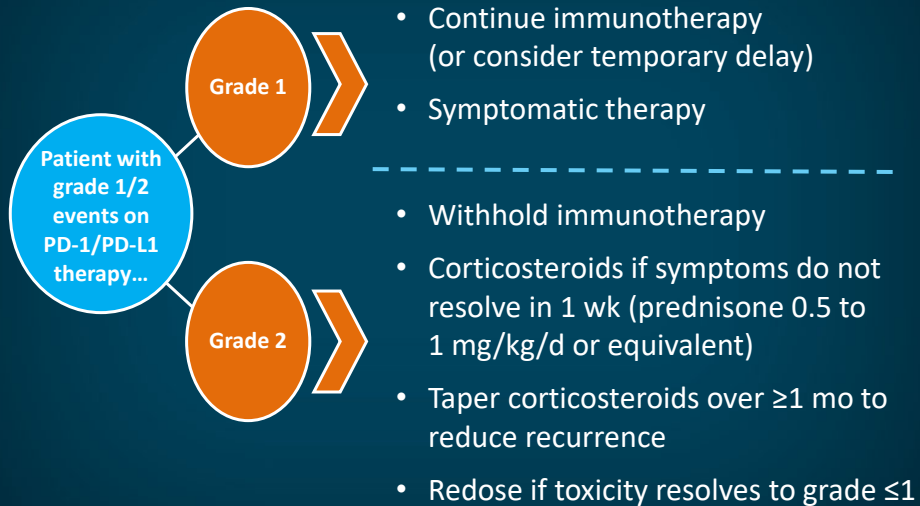 Patient with
grade 1/2
events on
PD-1/PD-L1
therapy…
Grade 1
• Continue immunotherapy
(or consider temporary delay)
• Symptomatic therapy
Grade 2
• Withhold immunotherapy
• Corticosteroids if symptoms do not
resolve in 1 wk (prednisone 0.5 to
1 mg/kg/d or equivalent)
• Taper corticosteroids over ≥1 mo to
reduce recurrence
• Redose if toxicity resolves to grade ≤1